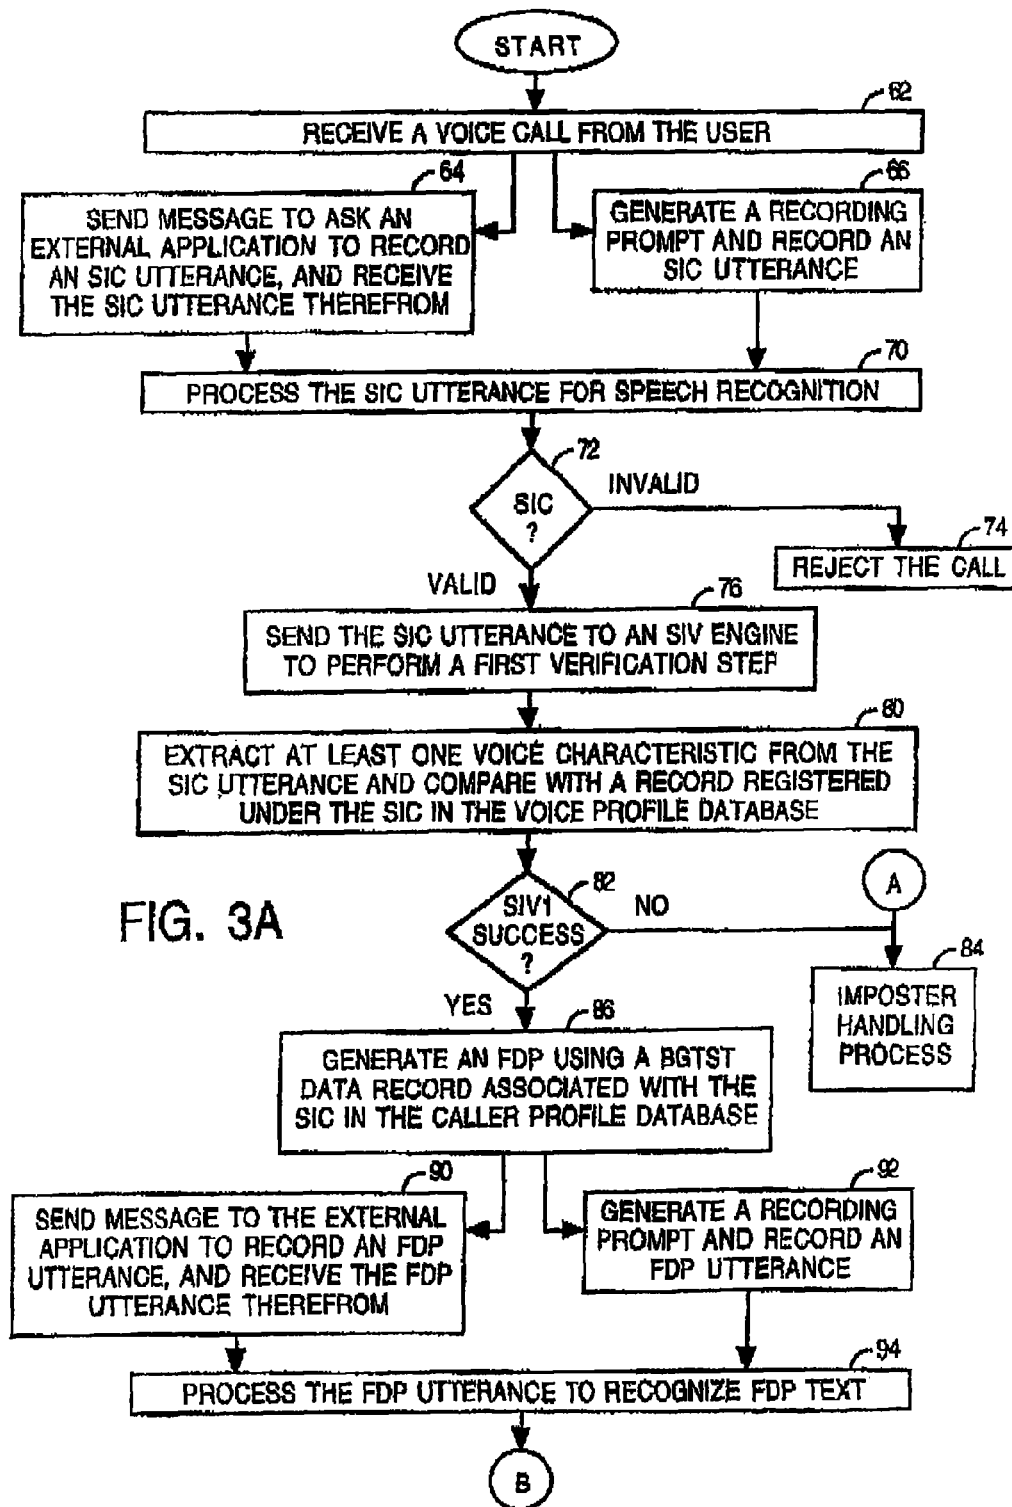 START
62
RECEIVE A VOICE CALL FROM THE USER
64
SEND MESSAGE TO ASK AN
EXTERNAL APPLICATION TO RECORD
AN SIC UTTERANCE, AND RECEIVE
THE SIC UTTERANCE THEREFROM
66
GENERATE A RECORDING
PROMPT AND RECORD AN
SIC UTTERANCE
70
PROCESS THE SIC UTTERANCE FOR SPEECH RECOGNITION
72
SIC
?
INVALID
74
REJECT THE CALL
VALID
76
SEND THE SIC UTTERANCE TO AN SIV ENGINE
TO PERFORM A FIRST VERIFICATION STEP
80
EXTRACT AT LEAST ONE VOICE CHARACTERISTIC FROM THE
SIC UTTERANCE AND COMPARE WITH A RECORD REGISTERED
UNDER THE SIC IN THE VOICE PROFILE DATABASE
FIG. 3A
82
SIV1
SUCCESS
?
NO
A
84
IMPOSTER
HANDLING
PROCESS
YES
86
GENERATE AN FDP USING A BGTST
DATA RECORD ASSOCIATED WITH THE
SIC IN THE CALLER PROFILE DATABASE
90
SEND MESSAGE TO THE EXTERNAL
APPLICATION TO RECORD AN FDP
UTTERANCE, AND RECEIVE THE FDP
UTTERANCE THEREFROM
92
GENERATE A RECORDING
PROMPT AND RECORD AN
FDP UTTERANCE
94
PROCESS THE FDP UTTERANCE TO RECOGNIZE FDP TEXT
B